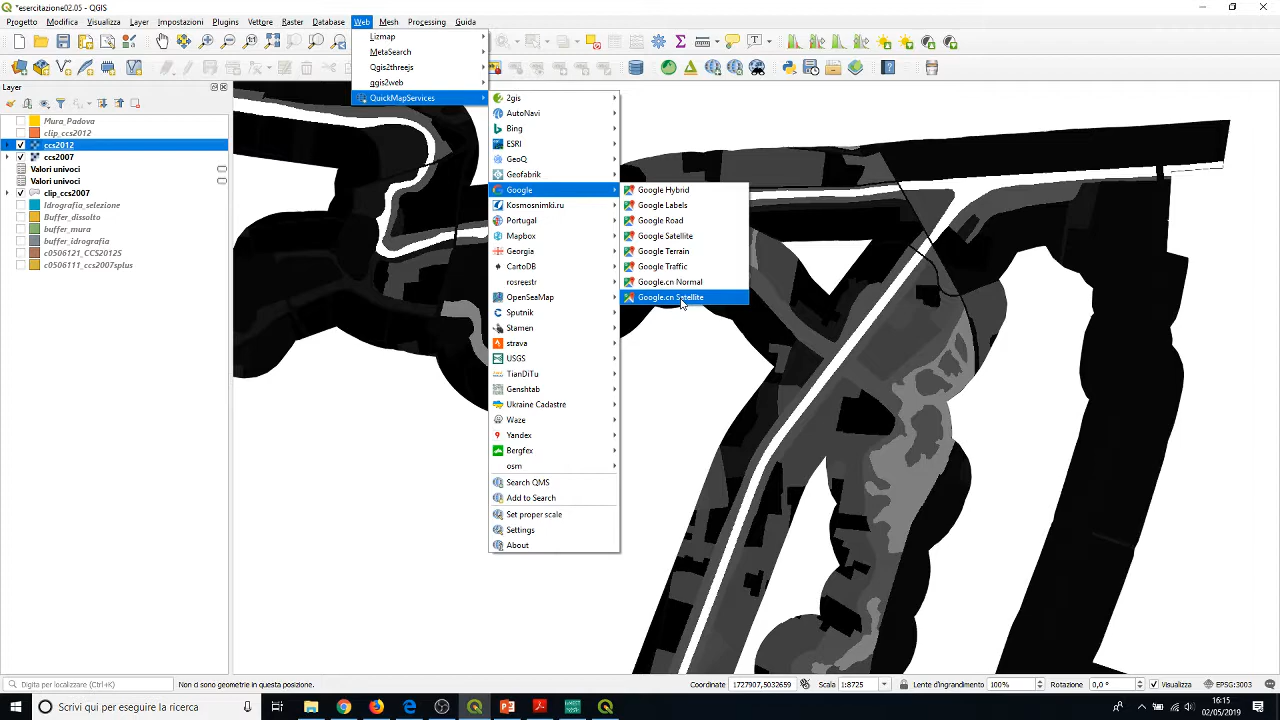 *esercitazione02.05 - QGIS
Progetto Modifica Visualizza Layer Impostazioni Plugins Vettore Raster Database Web Mesh Processing Guida
Lizmap
MetaSearch
Qgis2threejs
qgis2web
QuickMapServices
Layer
Mura_Padova
clip_ccs2012
ccs2012
ccs2007
Valori univoci
Valori univoci
clip_ccs2007
Idrografia_selezione
Buffer_dissolto
buffer_mura
buffer_idrografia
c0506121_CCS2012S
c0506111_ccs2007splus
2gis
AutoNavi
Bing
ESRI
GeoQ
Geofabrik
Google
Kosmosnimki.ru
Portugal
Mapbox
Georgia
CartoDB
rosreestr
OpenSeaMap
Sputnik
Stamen
strava
USGS
TianDiTu
Genshtab
Ukraine Cadastre
Waze
Yandex
Bergfex
osm
Search QMS
Add to Search
Set proper scale
Settings
About
Google Hybrid
Google Labels
Google Road
Google Satellite
Google Terrain
Google Traffic
Google.cn Normal
Google.cn Satellite
Digita per localizzare (Ctrl+K) Non ci sono geometrie in questa posizione. Coordinate 1727907,5032659 Scala 1:8725 Lente d'ingrandimento 100% Rotazione 0,0 ° Visualizza EPSG:3003
Scrivi qui per eseguire la ricerca
16:15
02/05/2019